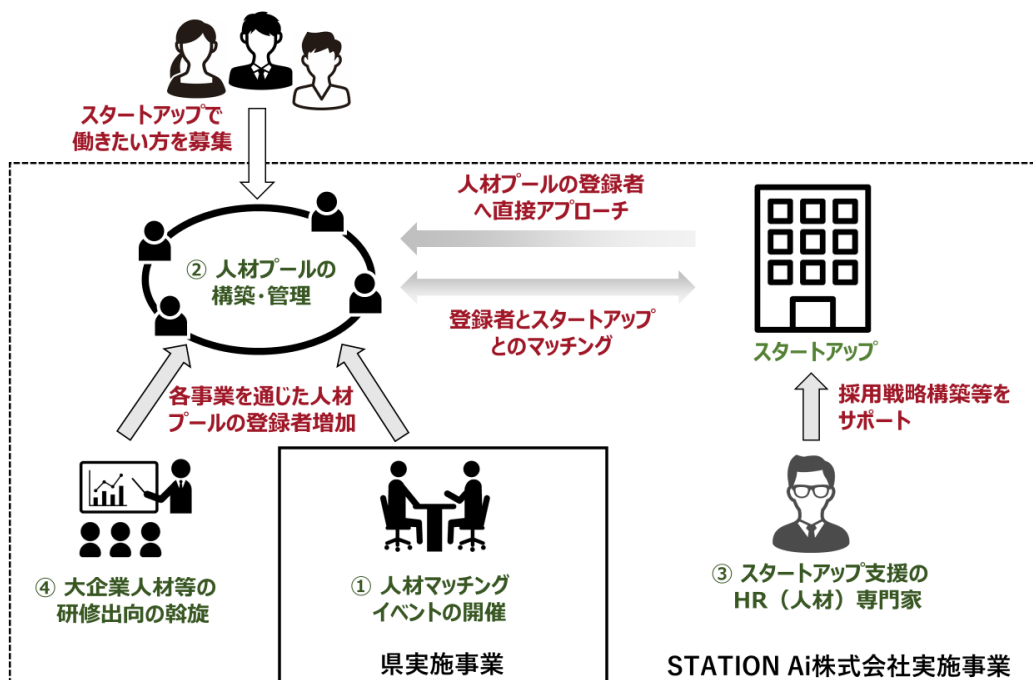 スタートアップで
働きたい方を募集
人材プールの登録者
へ直接アプローチ
② 人材プールの
構築・管理
登録者とスタートアップ
とのマッチング
スタートアップ
各事業を通じた人材
プールの登録者増加
採用戦略構築等を
サポート
④ 大企業人材等の
研修出向の斡旋
① 人材マッチング
イベントの開催
③ スタートアップ支援の
HR（人材）専門家
県実施事業
STATION Ai株式会社実施事業